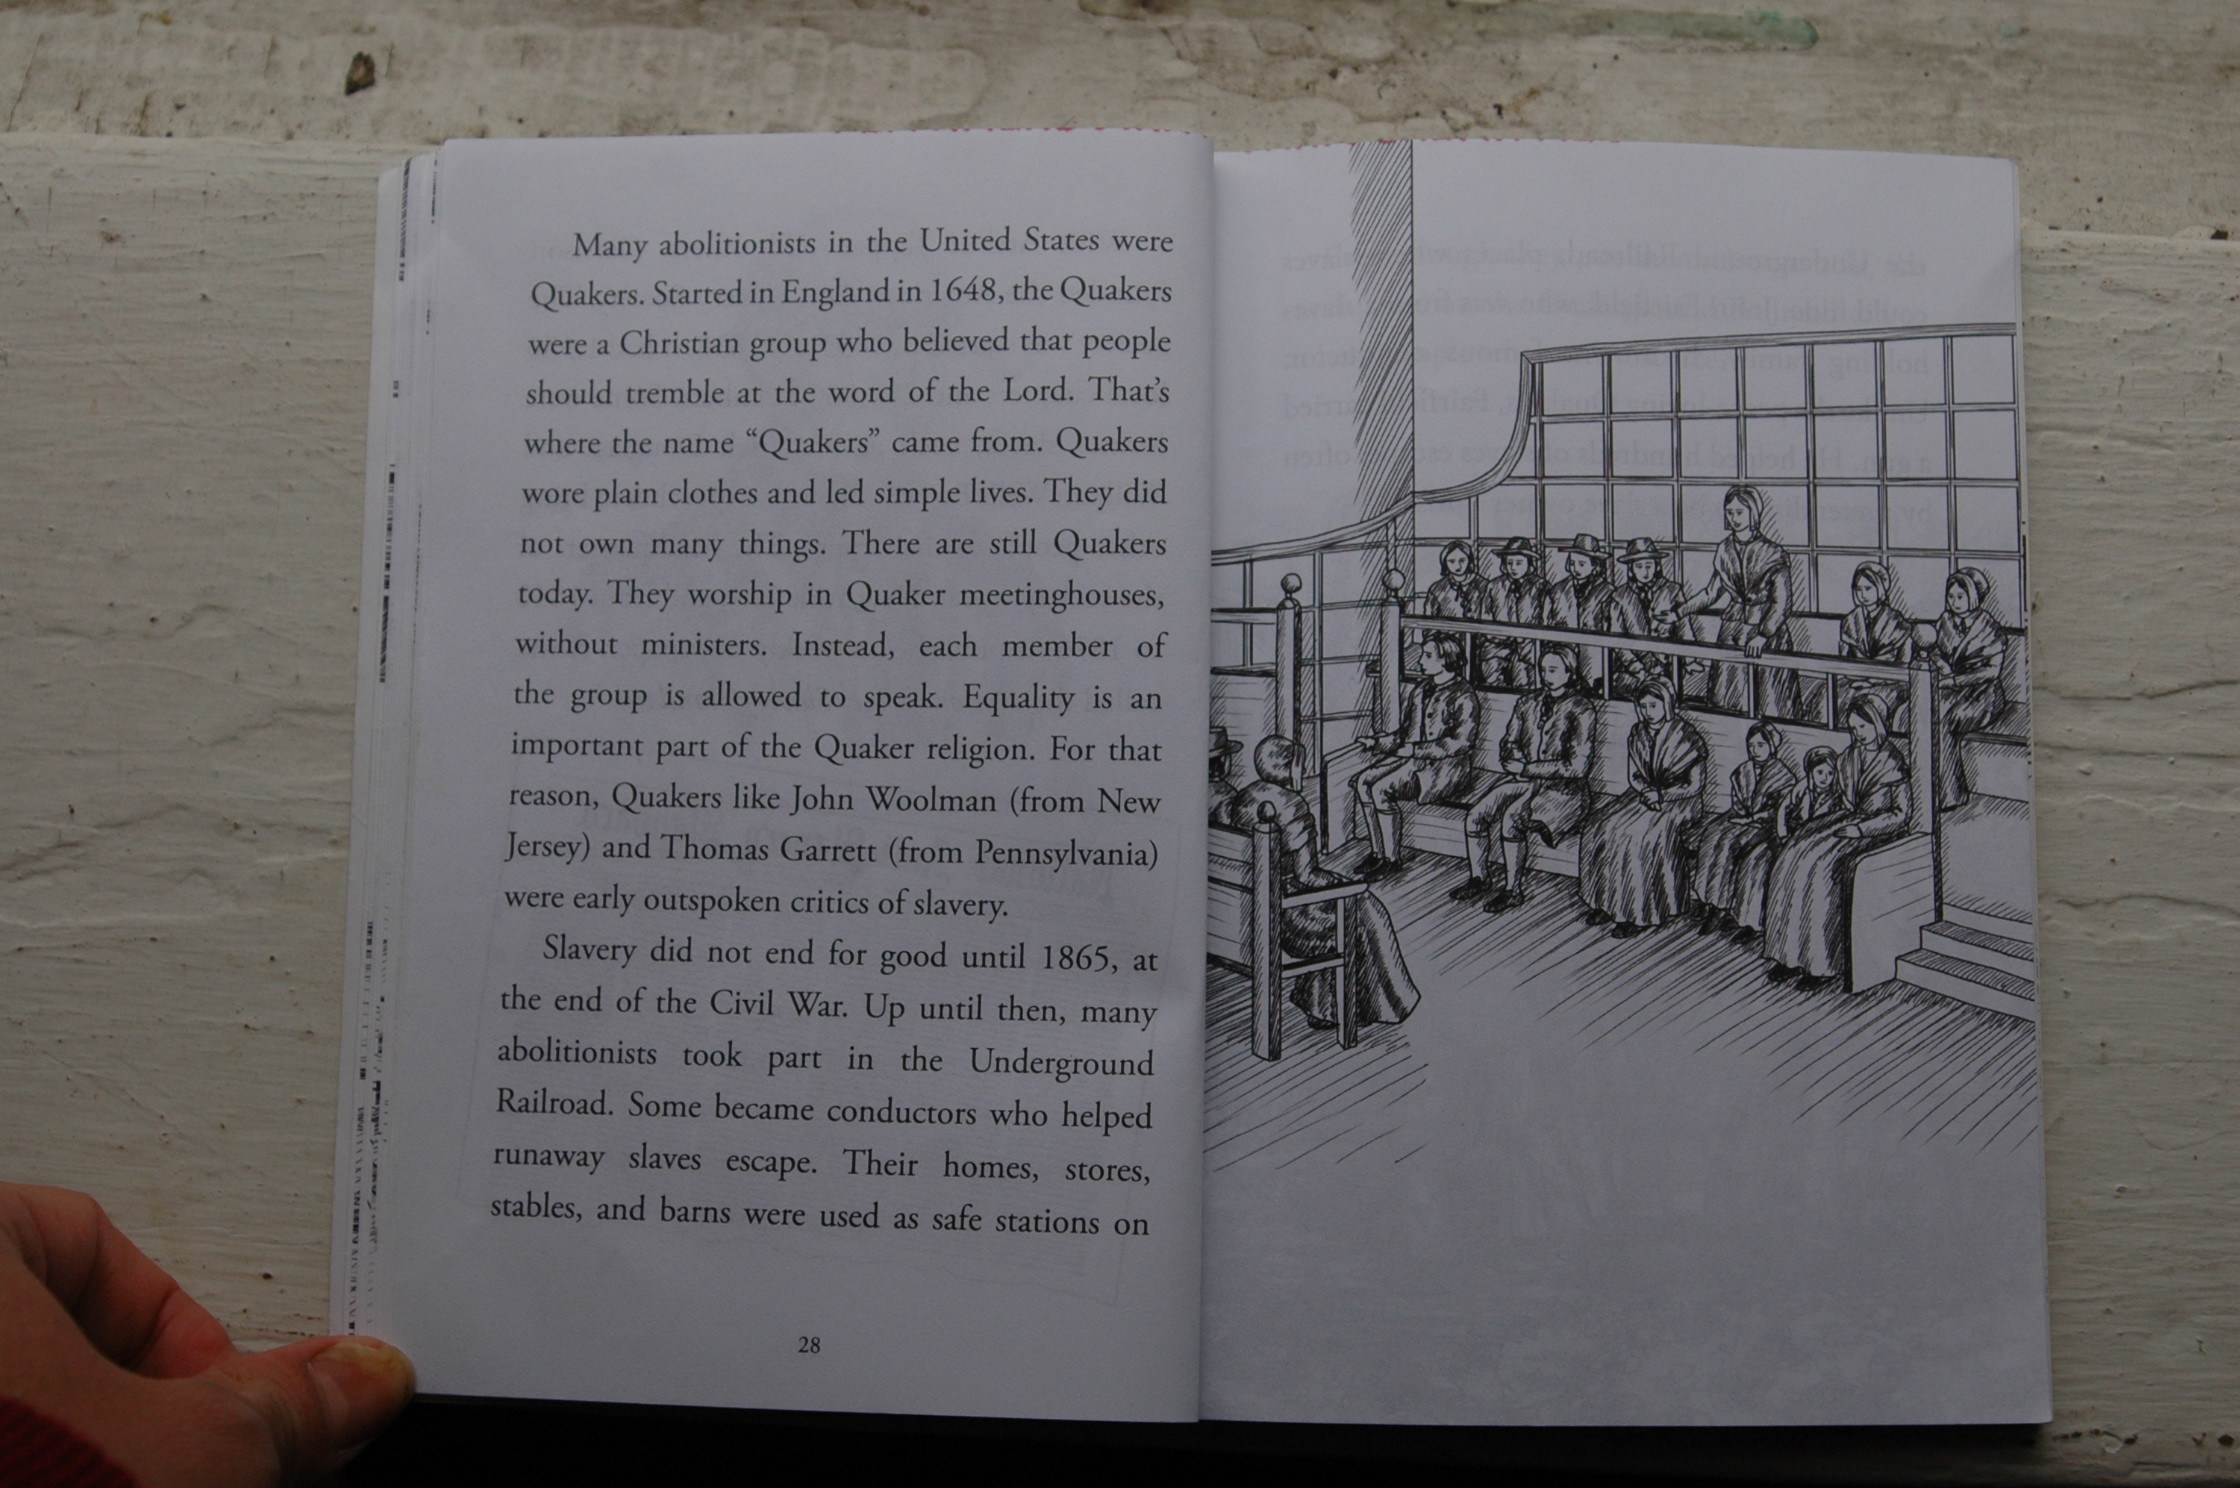 Many abolitionists in the United States were
Quakers. Started in England in 1648, the Quakers
were a Christian group who believed that people
should tremble at the word of the Lord. That's
where the name “Quakers” came from. Quakers
wore plain clothes and led simple lives. They did
not own many things. There are still Quakers
today. They worship in Quaker meetinghouses,
without ministers. Instead, each member of
the group is allowed to speak. Equality is an
important part of the Quaker religion. For that
reason, Quakers like John Woolman (from New
Jersey) and Thomas Garrett (from Pennsylvania)
were early outspoken critics of slavery.
Slavery did not end for good until 1865, at
the end of the Civil War. Up until then, many
abolitionists took part in the Underground
Railroad. Some became conductors who helped
runaway slaves escape. Their homes, stores,
stables, and barns were used as safe stations on
28